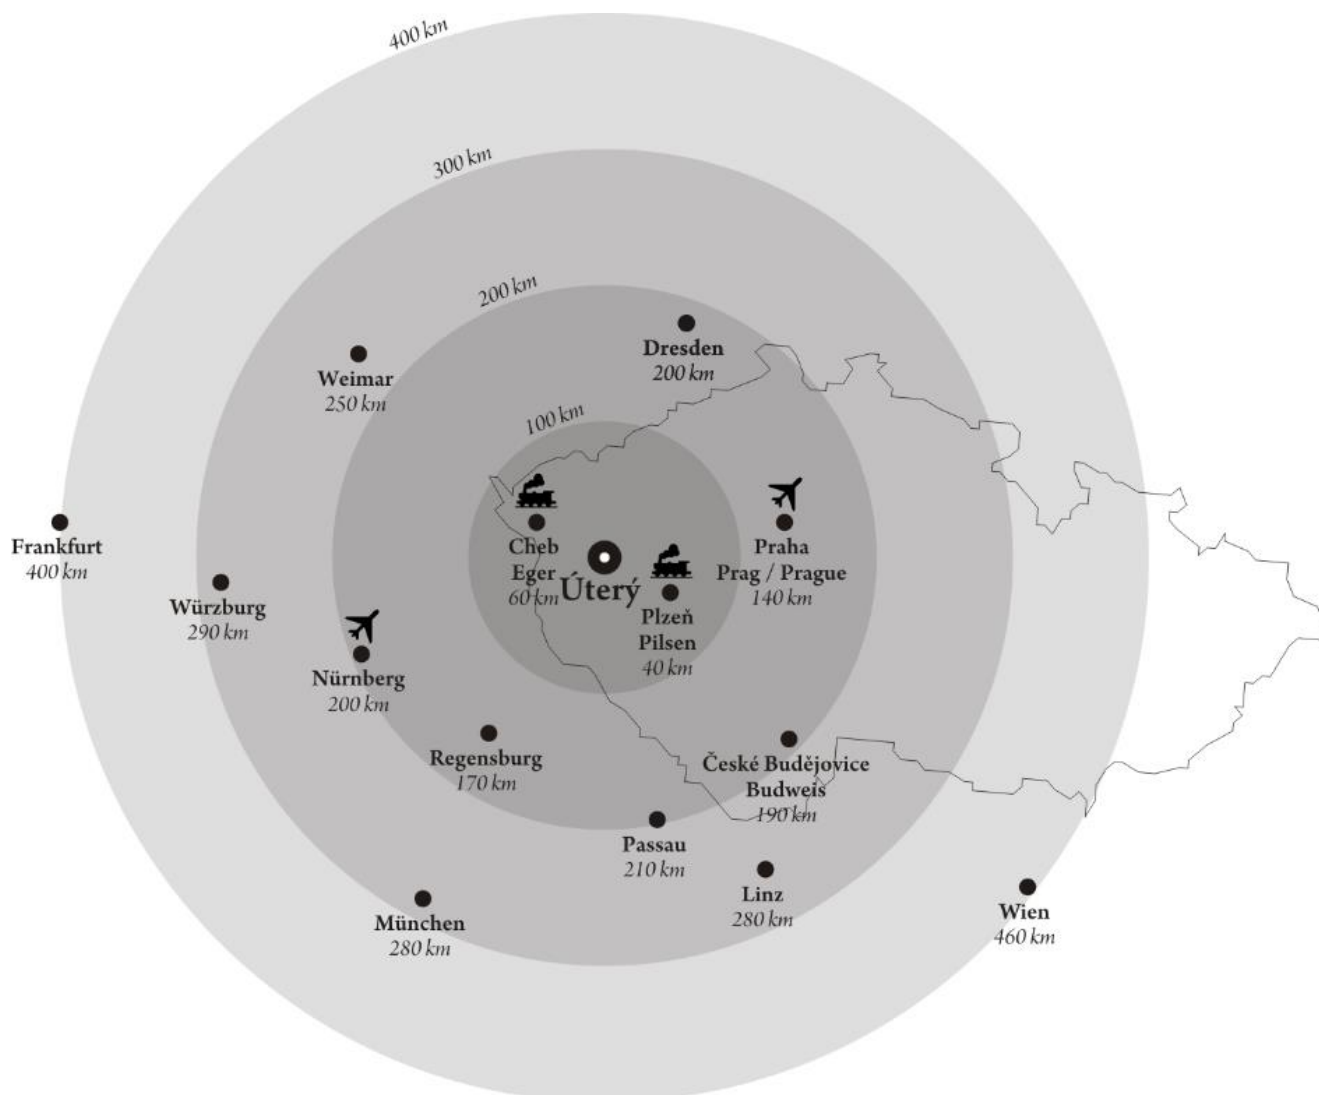 400 km
300 km
200 km
100 km
Dresden
200 km
Weimar
250 km
Frankfurt
400 km
Cheb
Eger
60 km
Úterý
Praha
Prag / Prague
140 km
Würzburg
290 km
Plzeň
Pilsen
40 km
Nürnberg
200 km
Regensburg
170 km
České Budějovice
Budweis
190 km
Passau
210 km
Linz
280 km
München
280 km
Wien
460 km